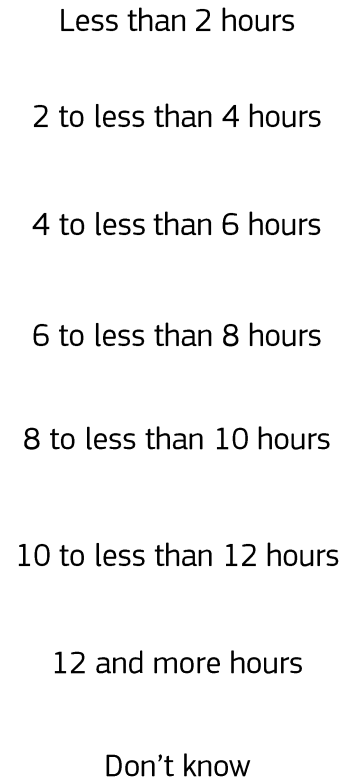 Less than 2 hours
2 to less than 4 hours
4 to less than 6 hours
6 to less than 8 hours
8 to less than 10 hours
10 to less than 12 hours
12 and more hours
Don’t know